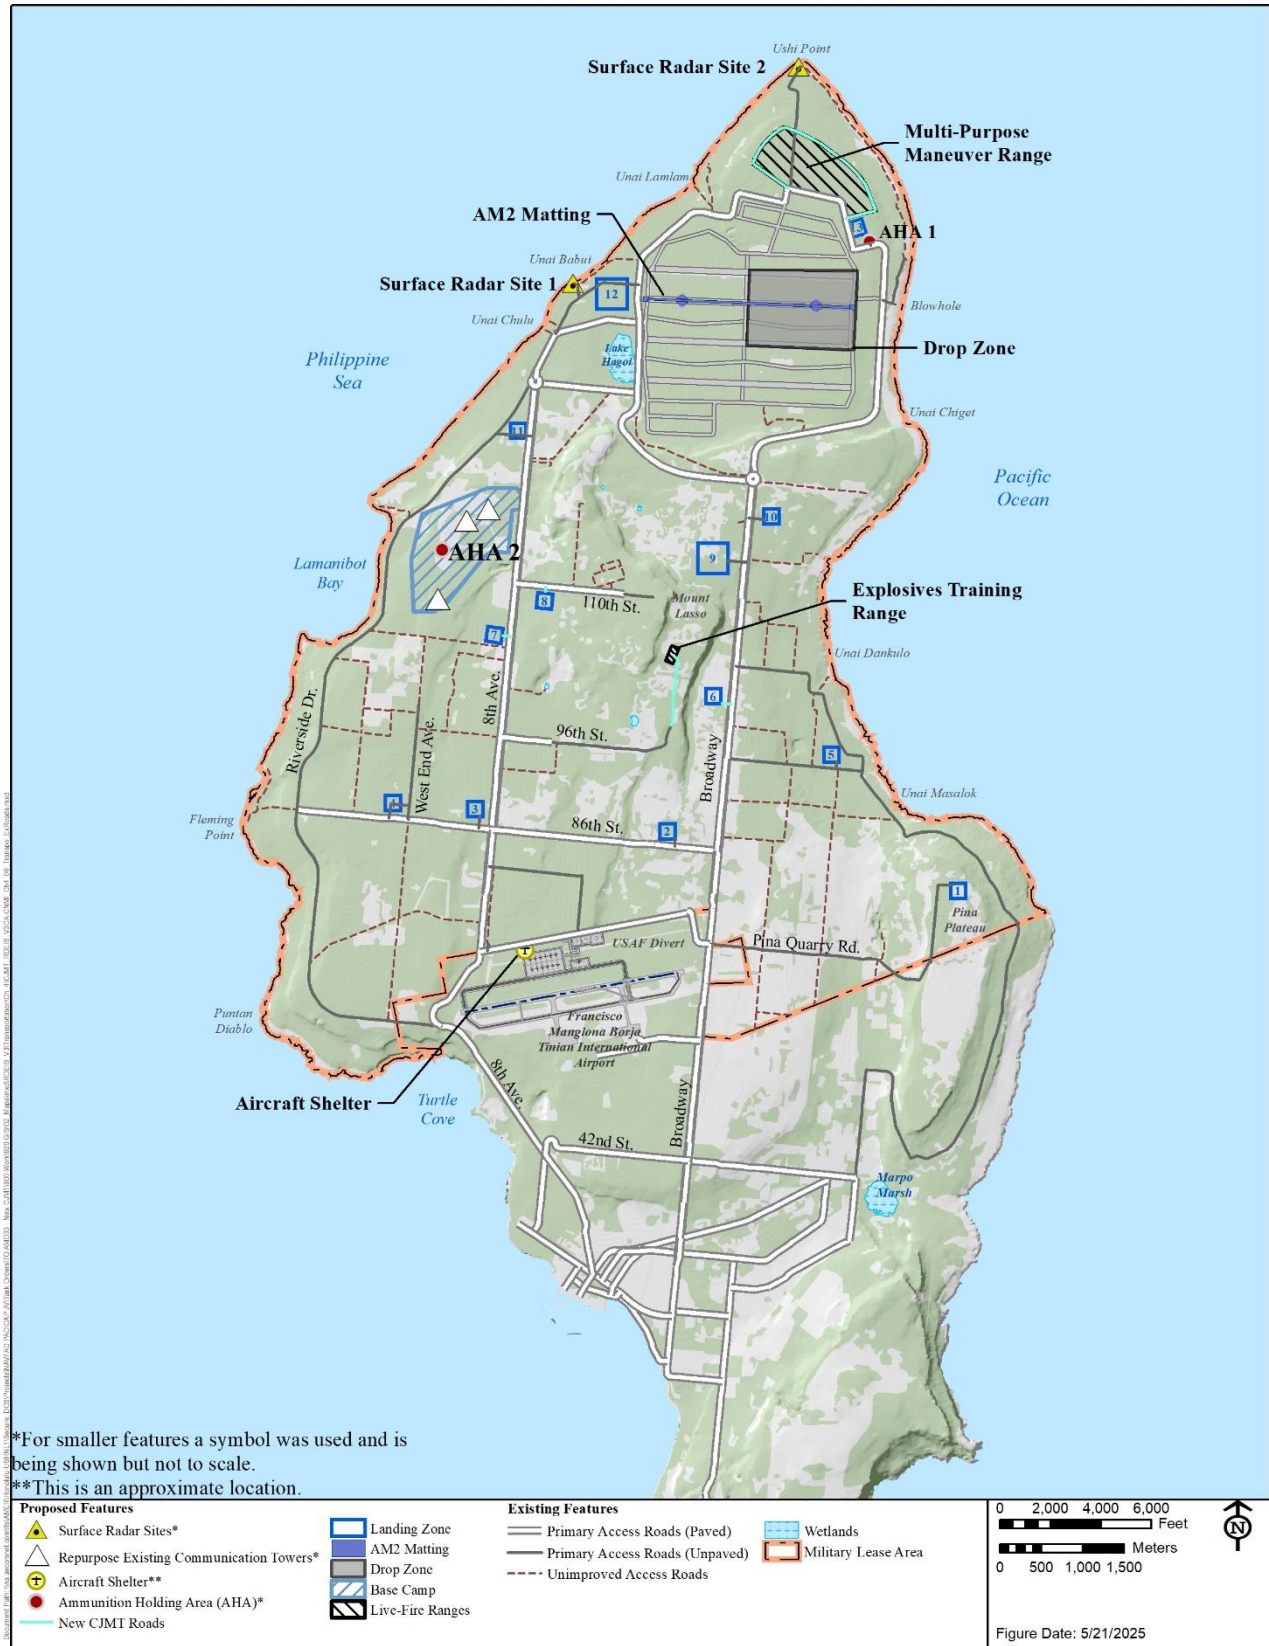 Ushi Point
Surface Radar Site 2
Multi-Purpose
Maneuver Range
Unai Lamlam
AM2 Matting
13
AHA 1
Unai Babui
Surface Radar Site 1
12
Blowhole
Unai Chulu
Lake
Hagoi
Drop Zone
Philippine
Sea
Unai Chiget
11
Pacific
Ocean
10
AHA 2
9
Lamanibot
Bay
Mount
Lasso
Explosives Training
Range
8
110th St.
7
Unai Dankulo
6
8th Ave.
Riverside Dr.
96th St.
5
West End Ave.
Broadway
Unai Masalok
4
3
Fleming
Point
86th St.
2
1
Pina
Plateau
USAF Divert
Pina Quarry Rd.
Puntan
Diablo
Francisco
Manglona Borja
Tinian International
Airport
8th Ave.
Aircraft Shelter
Turtle
Cove
Broadway
42nd St.
Marpo
Marsh
*For smaller features a symbol was used and is
being shown but not to scale.
**This is an approximate location.
Proposed Features
Surface Radar Sites*
Repurpose Existing Communication Towers*
Aircraft Shelter**
Ammunition Holding Area (AHA)*
New CJMT Roads
Landing Zone
AM2 Matting
Drop Zone
Base Camp
Live-Fire Ranges
Existing Features
Primary Access Roads (Paved)
Primary Access Roads (Unpaved)
Unimproved Access Roads
Wetlands
Military Lease Area
0 2,000 4,000 6,000
Feet
Meters
0 500 1,000 1,500
N
Figure Date: 5/21/2025